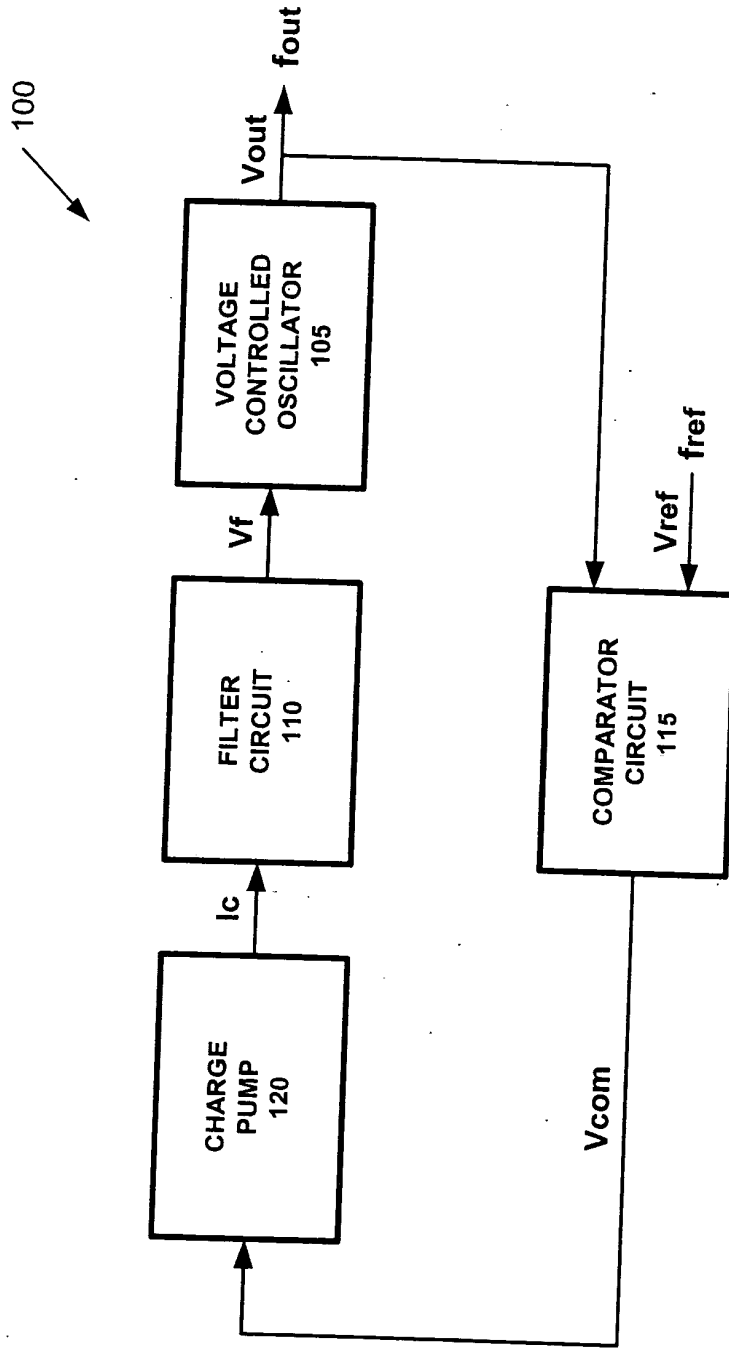 100
CHARGE
PUMP
120
Ic
FILTER
CIRCUIT
110
Vf
VOLTAGE
CONTROLLED
OSCILLATOR
105
Vout
fout
Vcom
COMPARATOR
CIRCUIT
115
Vref
fref